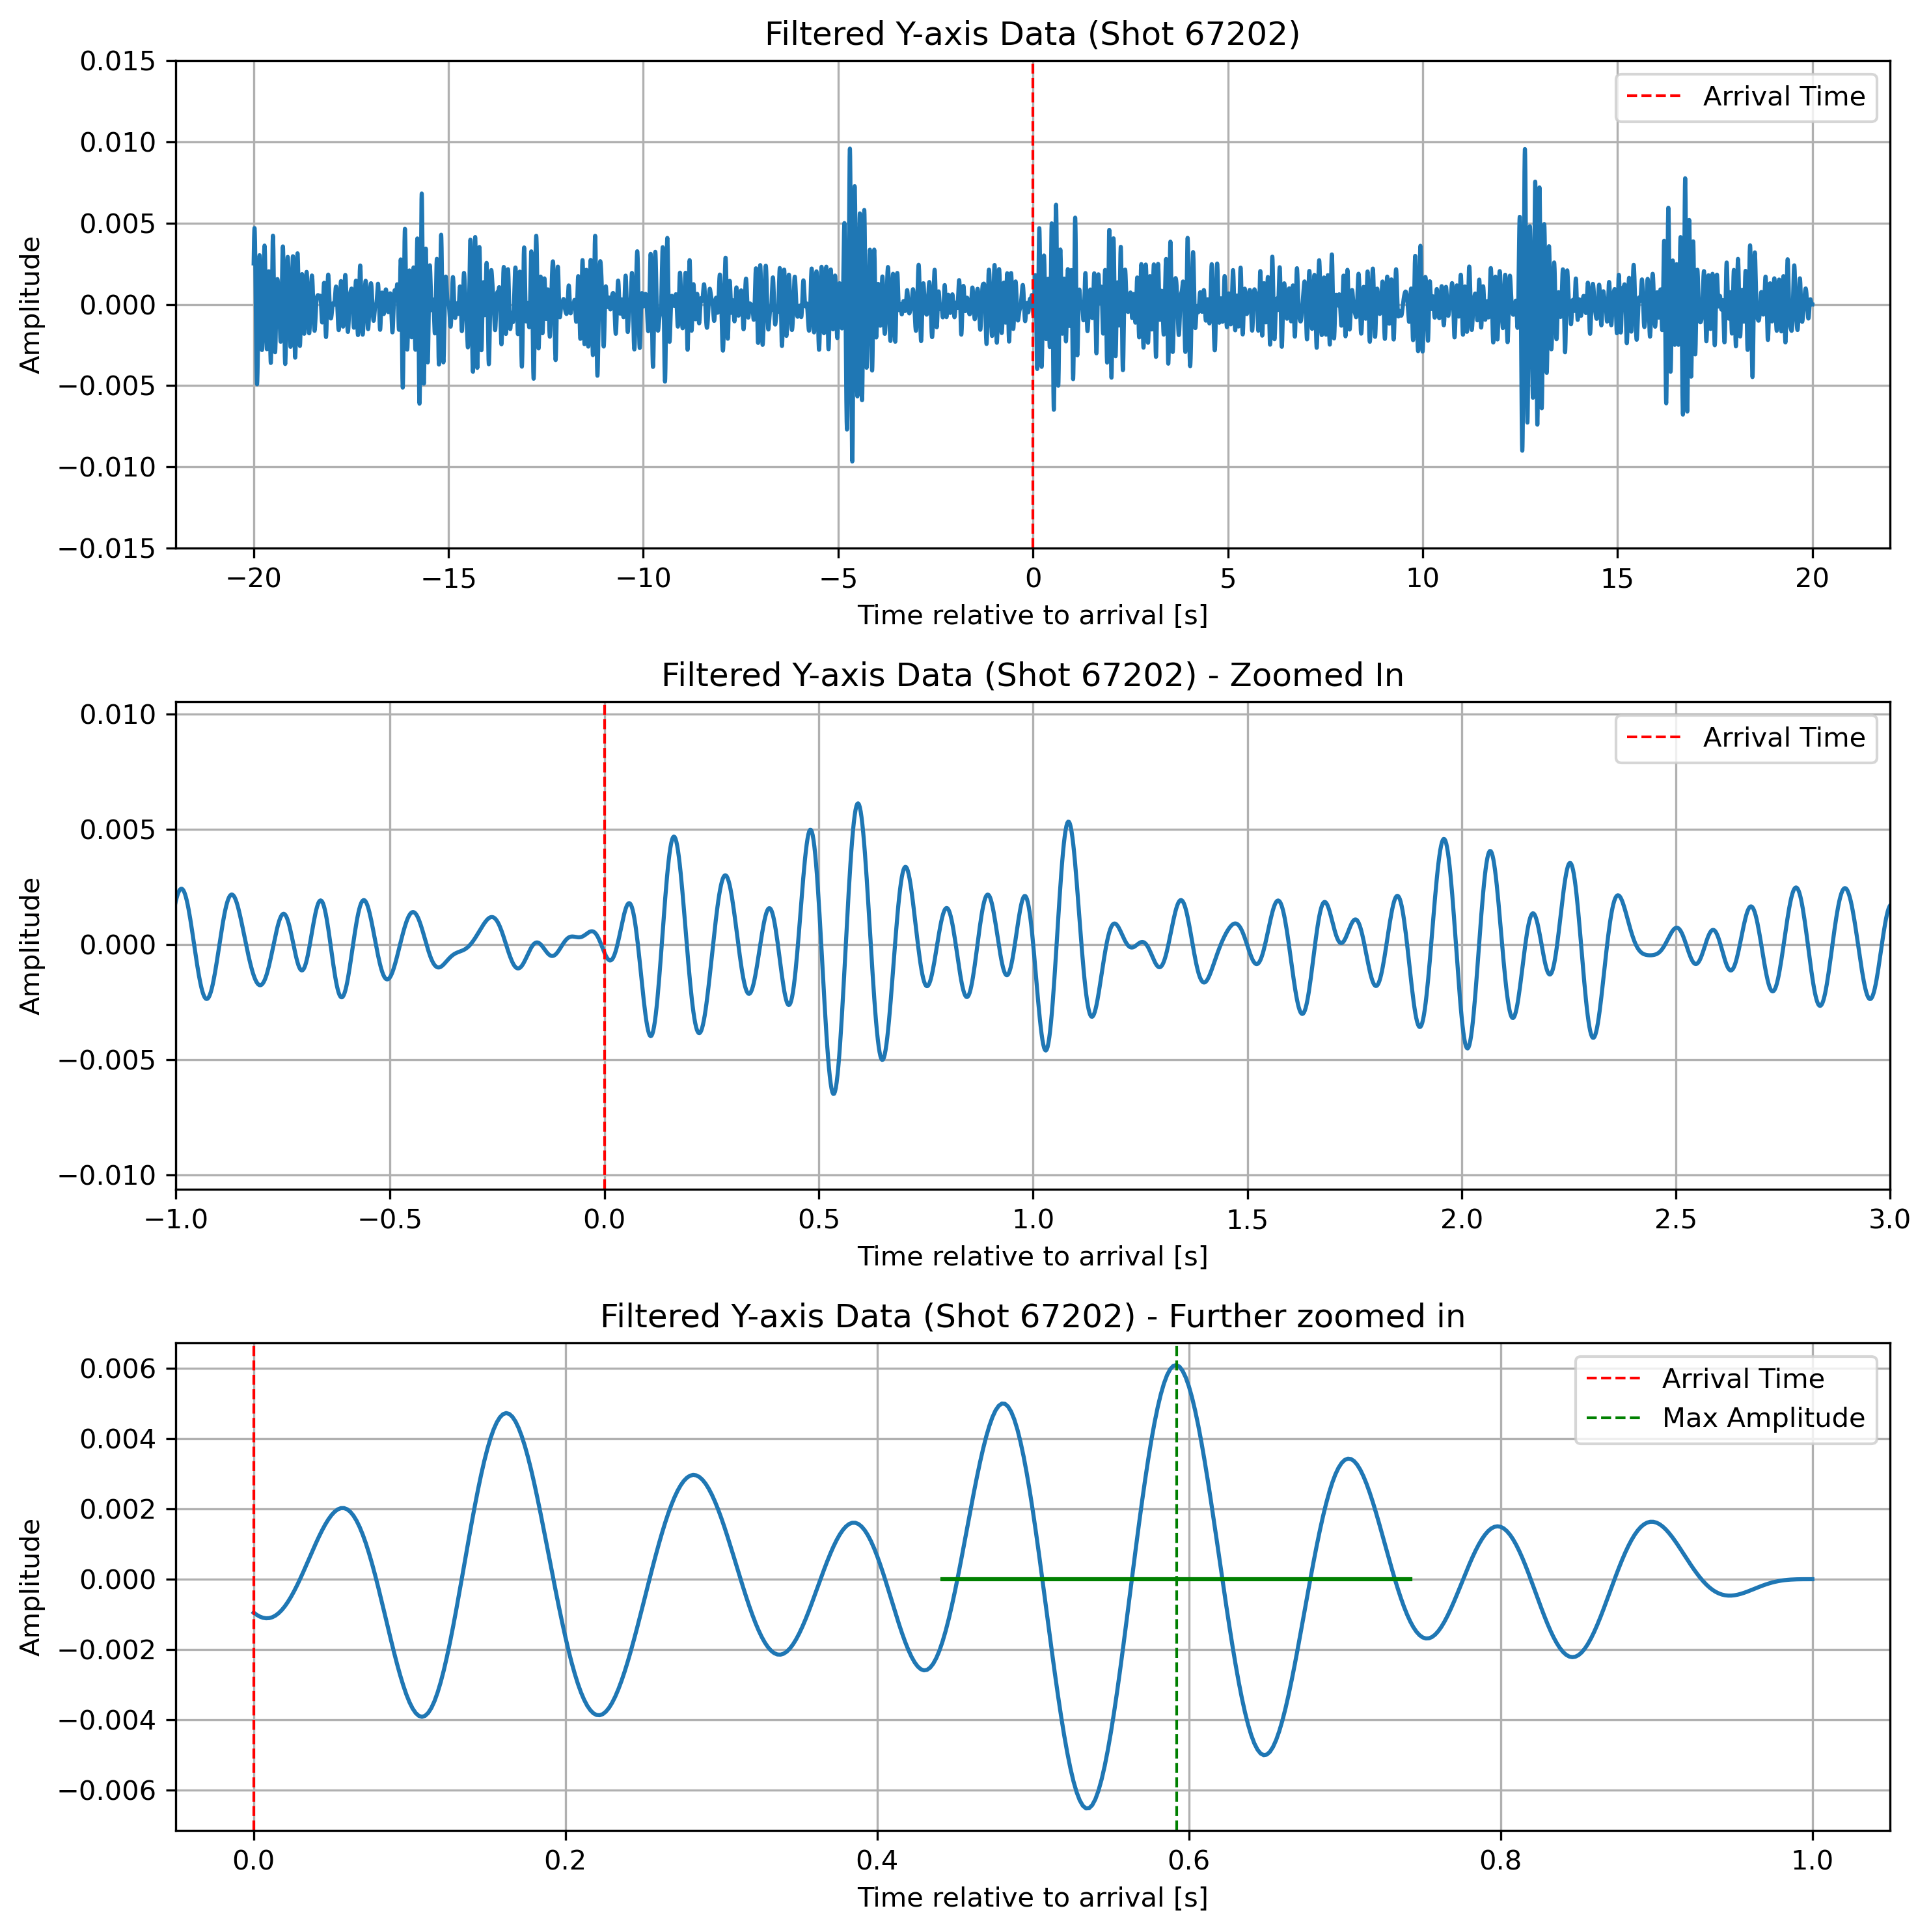 Filtered Y-axis Data (Shot 67202)
0.015
0.010
0.005
0.000
−0.005
−0.010
−0.015
Amplitude
Arrival Time
−20 −15 −10 −5 0 5 10 15 20
Time relative to arrival [s]
Filtered Y-axis Data (Shot 67202) - Zoomed In
0.010
0.005
0.000
−0.005
−0.010
Amplitude
Arrival Time
−1.0 −0.5 0.0 0.5 1.0 1.5 2.0 2.5 3.0
Time relative to arrival [s]
Filtered Y-axis Data (Shot 67202) - Further zoomed in
0.006
0.004
0.002
0.000
−0.002
−0.004
−0.006
Amplitude
Arrival Time
Max Amplitude
0.0 0.2 0.4 0.6 0.8 1.0
Time relative to arrival [s]